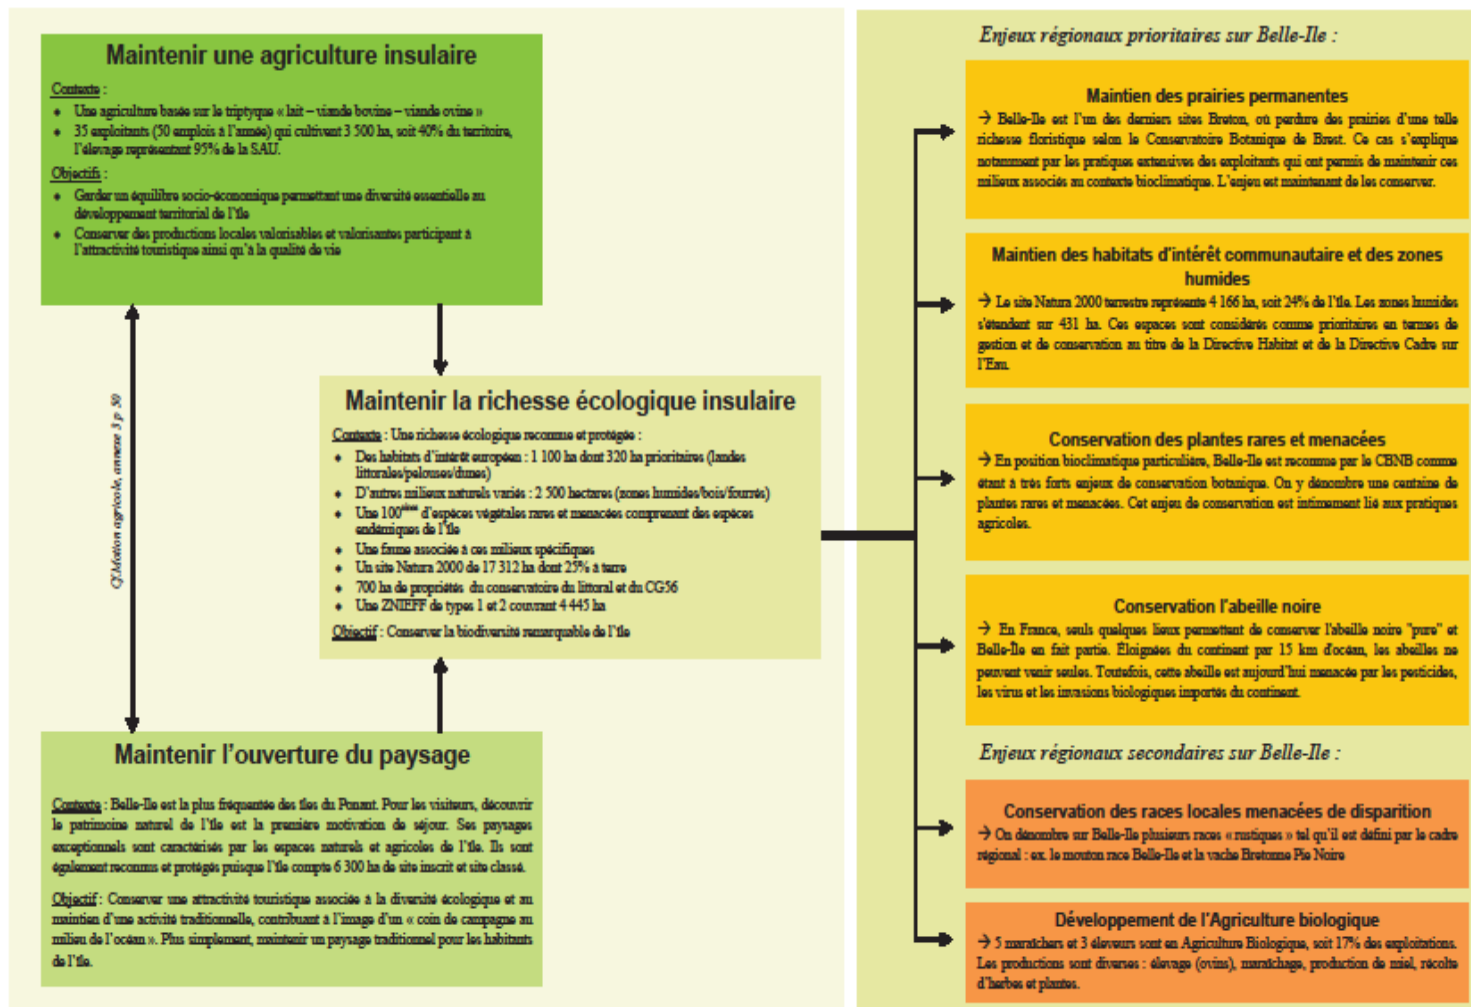 Maintenir une agriculture insulaire
Contexte :
♦ Une agriculture basée sur le triptyque « lait – viande bovine – viande ovine »
♦ 35 exploitants (50 emplois à l'année) qui cultivent 3 500 ha, soit 40% du territoire,
l'élevage représentant 95% de la SAU.
Objectifs :
♦ Garder un équilibre socio-économique permettant une diversité essentielle au
développement territorial de l'île
♦ Conserver des productions locales valorisables et valorisantes participant à
l'attractivité touristique ainsi qu'à la qualité de vie
Cf.Motion agricole, annexe 3 p 50
Maintenir la richesse écologique insulaire
Contexte : Une richesse écologique reconnue et protégée :
♦ Des habitats d'intérêt européen : 1 100 ha dont 320 ha prioritaires (landes
littorales/pelouses/dunes)
♦ D'autres milieux naturels variés : 2 500 hectares (zones humides/bois/fourrés)
♦ Une 100aine d'espèces végétales rares et menacées comprenant des espèces
endémiques de l'île
♦ Une faune associée à ces milieux spécifiques
♦ Un site Natura 2000 de 17 312 ha dont 25% à terre
♦ 700 ha de propriétés du conservatoire du littoral et du CG56
♦ Une ZNIEFF de types 1 et 2 couvrant 4 445 ha
Objectif : Conserver la biodiversité remarquable de l'île
Maintenir l'ouverture du paysage
Contexte : Belle-Ile est la plus fréquentée des îles du Ponant. Pour les visiteurs, découvrir
le patrimoine naturel de l'île est la première motivation de séjour. Ses paysages
exceptionnels sont caractérisés par les espaces naturels et agricoles de l'île. Ils sont
également reconnus et protégés puisque l'île compte 6 300 ha de site inscrit et site classé.
Objectif : Conserver une attractivité touristique associée à la diversité écologique et au
maintien d'une activité traditionnelle, contribuant à l'image d'un « coin de campagne au
milieu de l'océan ». Plus simplement, maintenir un paysage traditionnel pour les habitants
de l'île.
Enjeux régionaux prioritaires sur Belle-Ile :
Maintien des prairies permanentes
→ Belle-Ile est l'un des derniers sites Breton, où perdure des prairies d'une telle
richesse floristique selon le Conservatoire Botanique de Brest. Ce cas s'explique
notamment par les pratiques extensives des exploitants qui ont permis de maintenir ces
milieux associés au contexte bioclimatique. L'enjeu est maintenant de les conserver.
Maintien des habitats d'intérêt communautaire et des zones
humides
→ Le site Natura 2000 terrestre représente 4 166 ha, soit 24% de l'île. Les zones humides
s'étendent sur 431 ha. Ces espaces sont considérés comme prioritaires en termes de
gestion et de conservation au titre de la Directive Habitat et de la Directive Cadre sur
l'Eau.
Conservation des plantes rares et menacées
→ En position bioclimatique particulière, Belle-Ile est reconnue par le CBNB comme
étant à très forts enjeux de conservation botanique. On y dénombre une centaine de
plantes rares et menacées. Cet enjeu de conservation est intimement lié aux pratiques
agricoles.
Conservation l'abeille noire
→ En France, seuls quelques lieux permettent de conserver l'abeille noire "pure" et
Belle-Île en fait partie. Éloignées du continent par 15 km d'océan, les abeilles ne
peuvent venir seules. Toutefois, cette abeille est aujourd'hui menacée par les pesticides,
les virus et les invasions biologiques importés du continent.
Enjeux régionaux secondaires sur Belle-Ile :
Conservation des races locales menacées de disparition
→ On dénombre sur Belle-Ile plusieurs races « rustiques » tel qu'il est défini par le cadre
régional : ex. le mouton race Belle-Ile et la vache Bretonne Pie Noire
Développement de l'Agriculture biologique
→ 5 maraîchers et 3 éleveurs sont en Agriculture Biologique, soit 17% des exploitations.
Les productions sont diverses : élevage (ovins), maraîchage, production de miel, récolte
d'herbes et plantes.